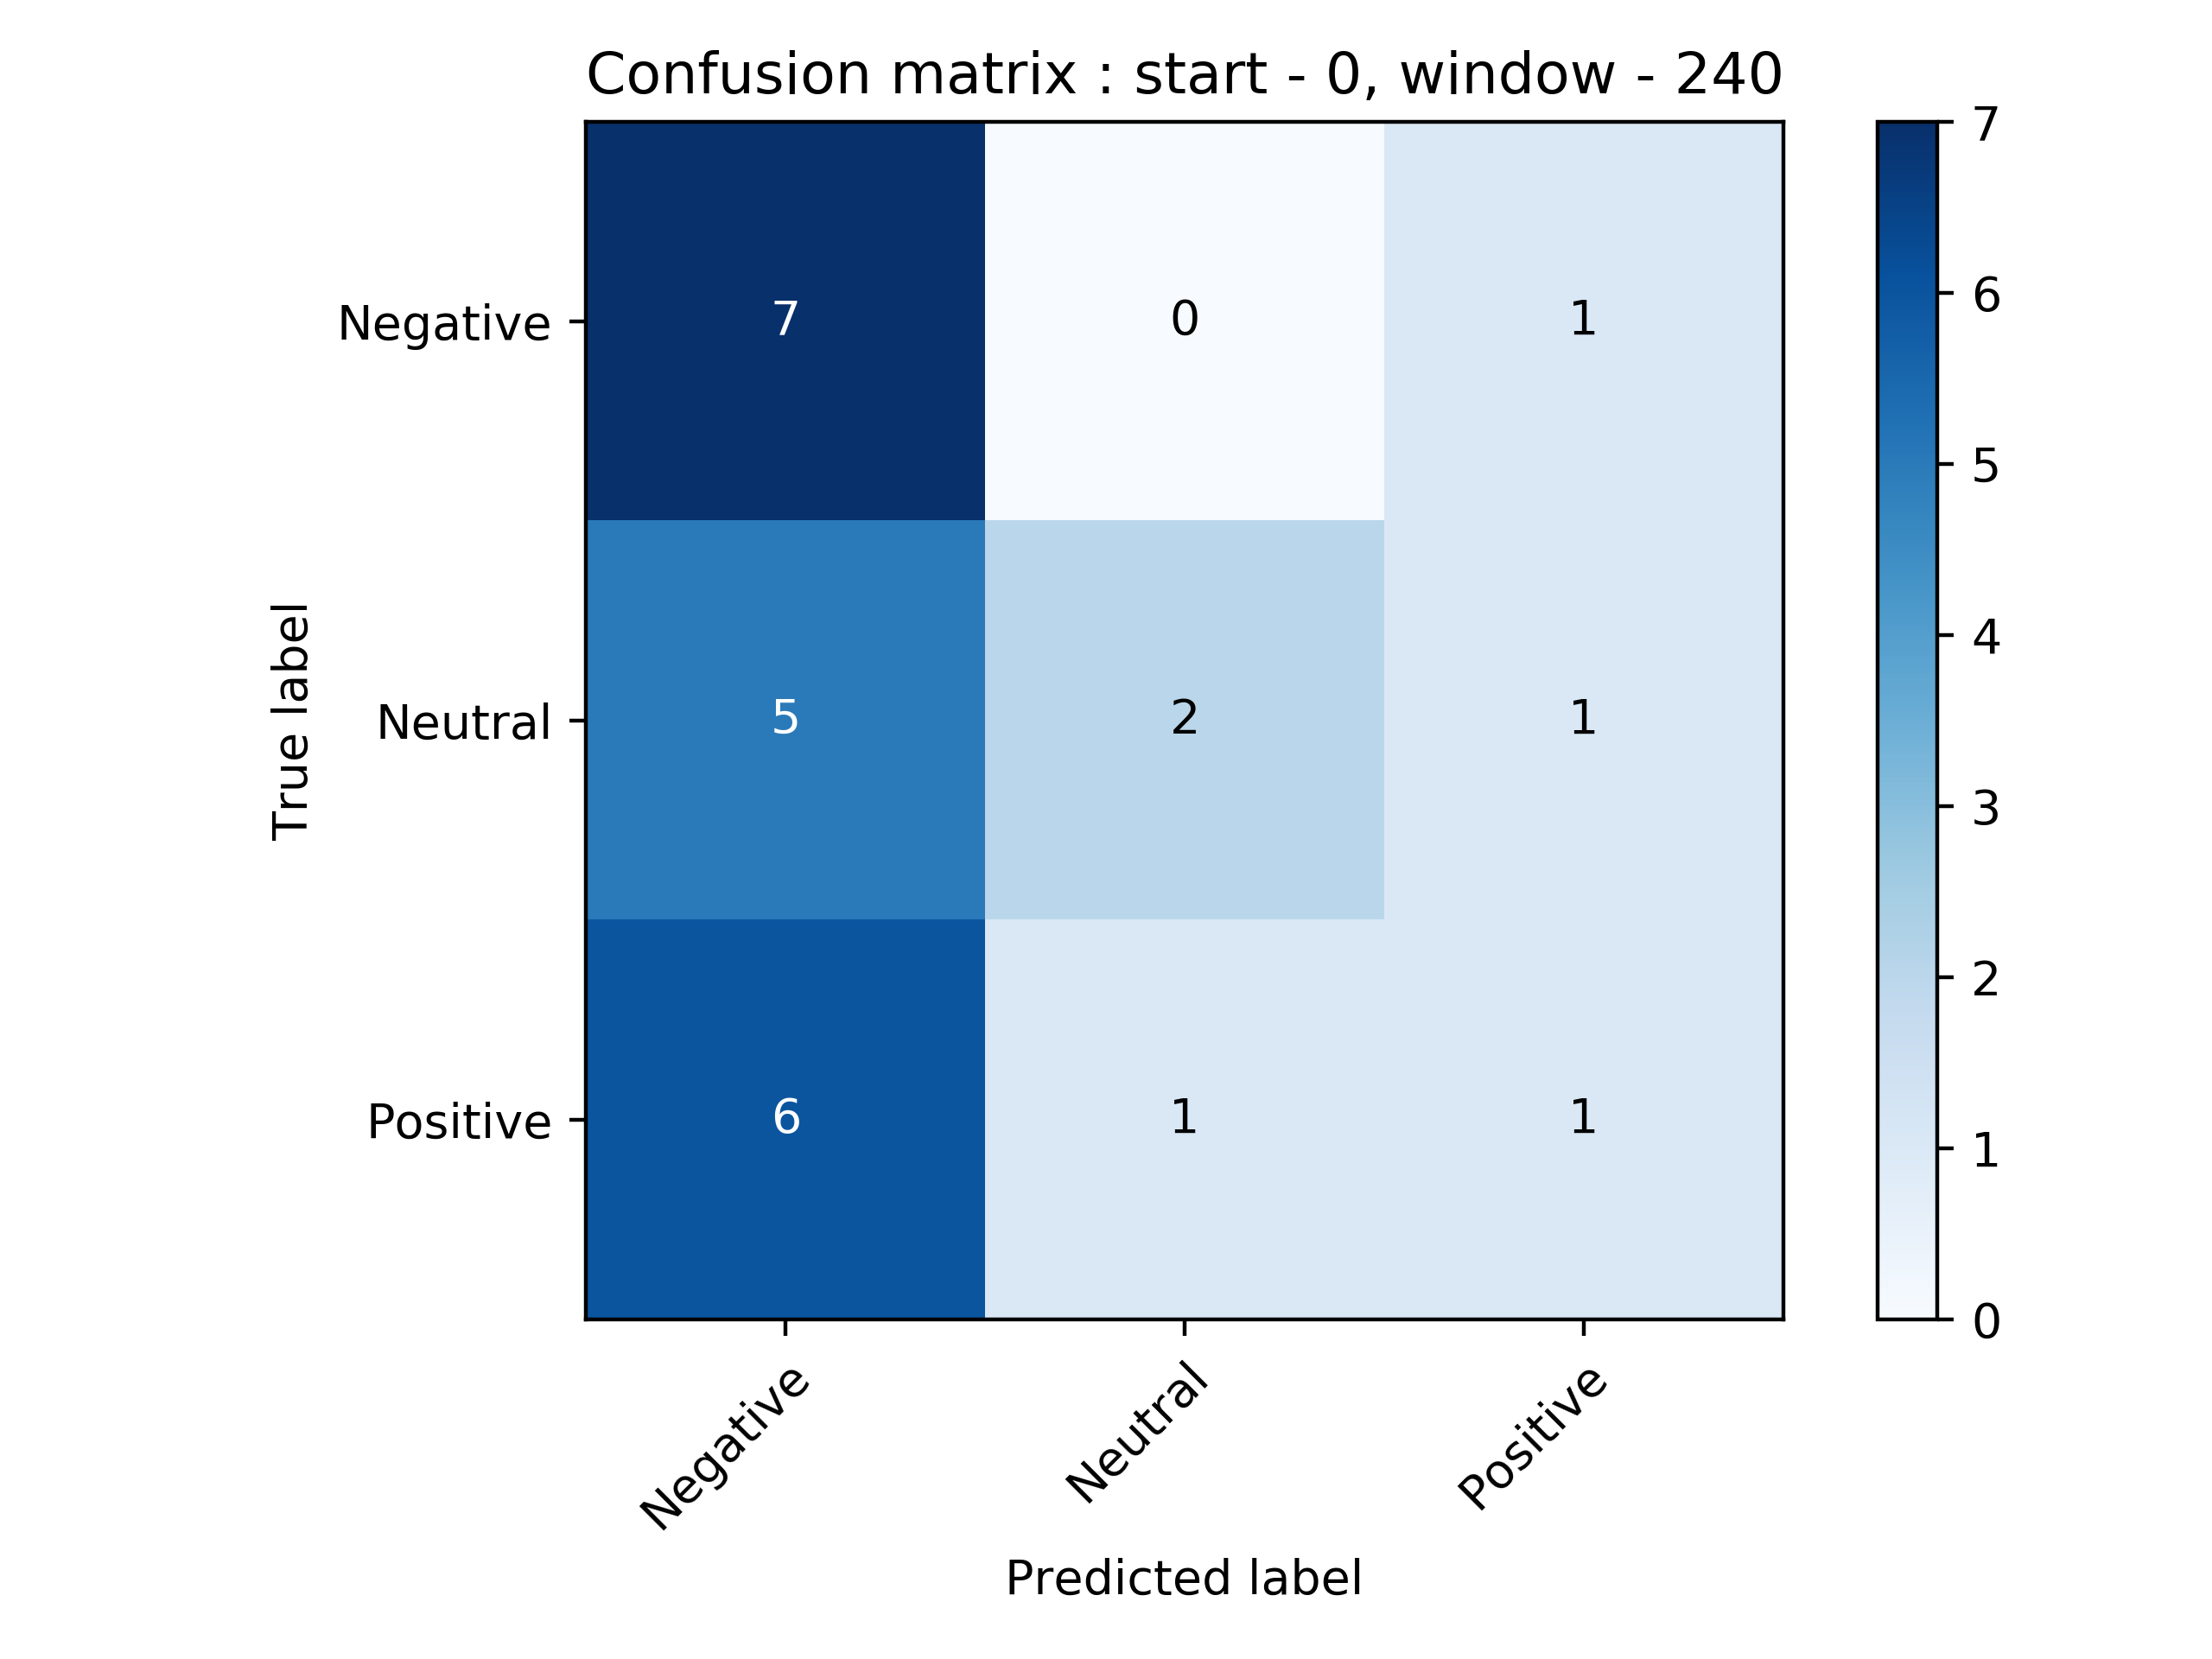 Confusion matrix : start - 0, window - 240
True label
Negative
Neutral
Positive
7 0 1
5 2 1
6 1 1
Negative
Neutral
Positive
Predicted label
7
6
5
4
3
2
1
0